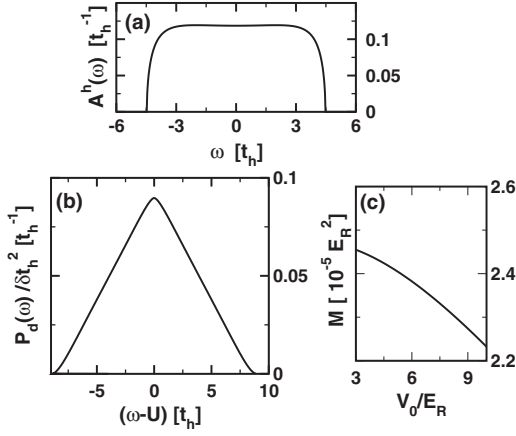 (a)
A^h(ω) [t_h^-1]
0.1
0.05
0
-6 -3 0 3 6
ω [t_h]
(b)
P_d(ω)/δt_h^2 [t_h^-1]
0.1
0.05
0
-5 0 5 10
(ω-U) [t_h]
(c)
M [ 10^-5 E_R^2]
2.6
2.4
2.2
3 6 9
V_0/E_R